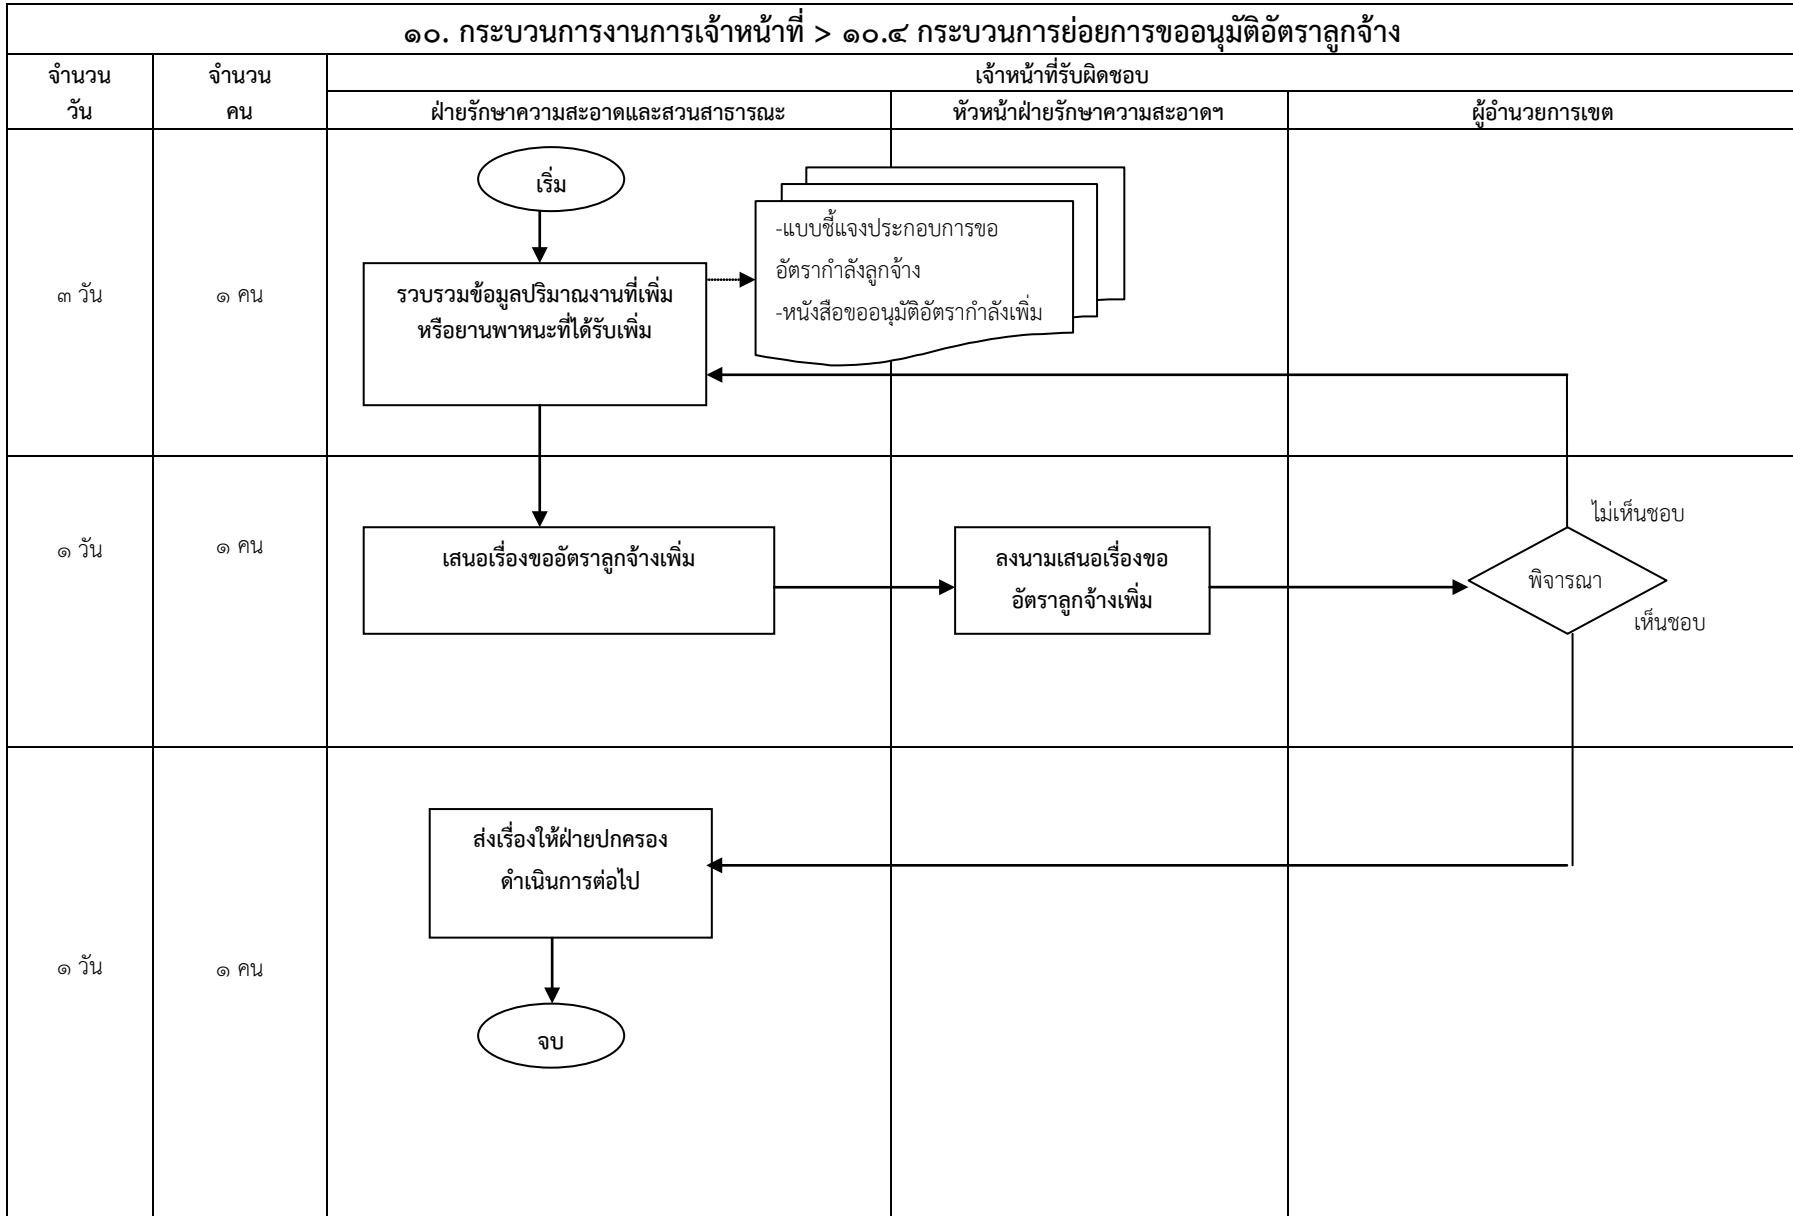 ๑๐. กระบวนการงานการเจ้าหน้าที่ > ๑๐.๔ กระบวนการย่อยการขออนุมัติอัตราลูกจ้าง
จำนวน
วัน
จำนวน
คน
เจ้าหน้าที่รับผิดชอบ
ฝ่ายรักษาความสะอาดและสวนสาธารณะ
หัวหน้าฝ่ายรักษาความสะอาดฯ
ผู้อำนวยการเขต
๓ วัน
๑ คน
เริ่ม
รวบรวมข้อมูลปริมาณงานที่เพิ่ม
หรือยานพาหนะที่ได้รับเพิ่ม
-แบบชี้แจงประกอบการขอ
อัตรากำลังลูกจ้าง
-หนังสือขออนุมัติอัตรากำลังเพิ่ม
๑ วัน
๑ คน
เสนอเรื่องขออัตราลูกจ้างเพิ่ม
ลงนามเสนอเรื่องขอ
อัตราลูกจ้างเพิ่ม
ไม่เห็นชอบ
พิจารณา
เห็นชอบ
๑ วัน
๑ คน
ส่งเรื่องให้ฝ่ายปกครอง
ดำเนินการต่อไป
จบ